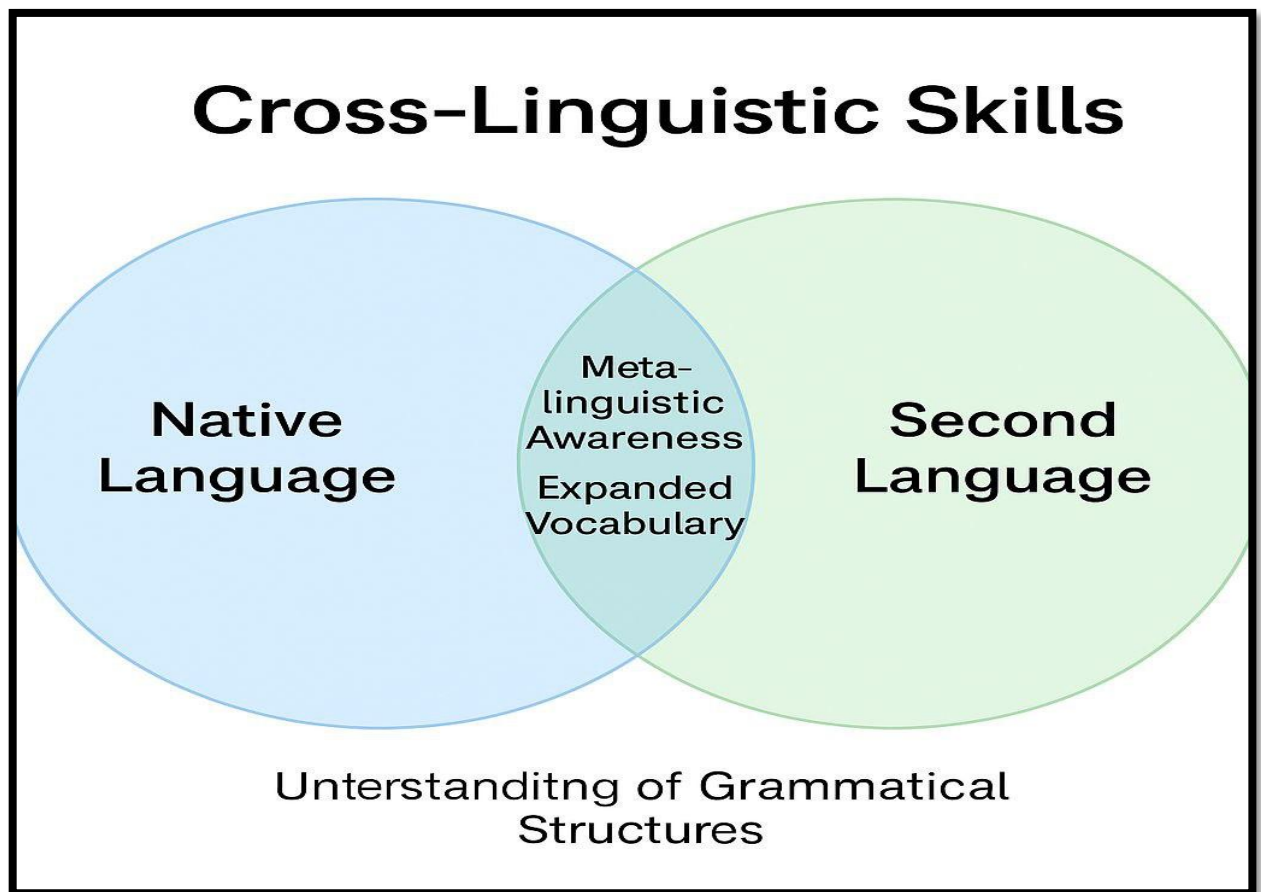 Cross-Linguistic Skills
Native
Language
Meta-
linguistic
Awareness
Expanded
Vocabulary
Second
Language
Unterstanditng of Grammatical
Structures